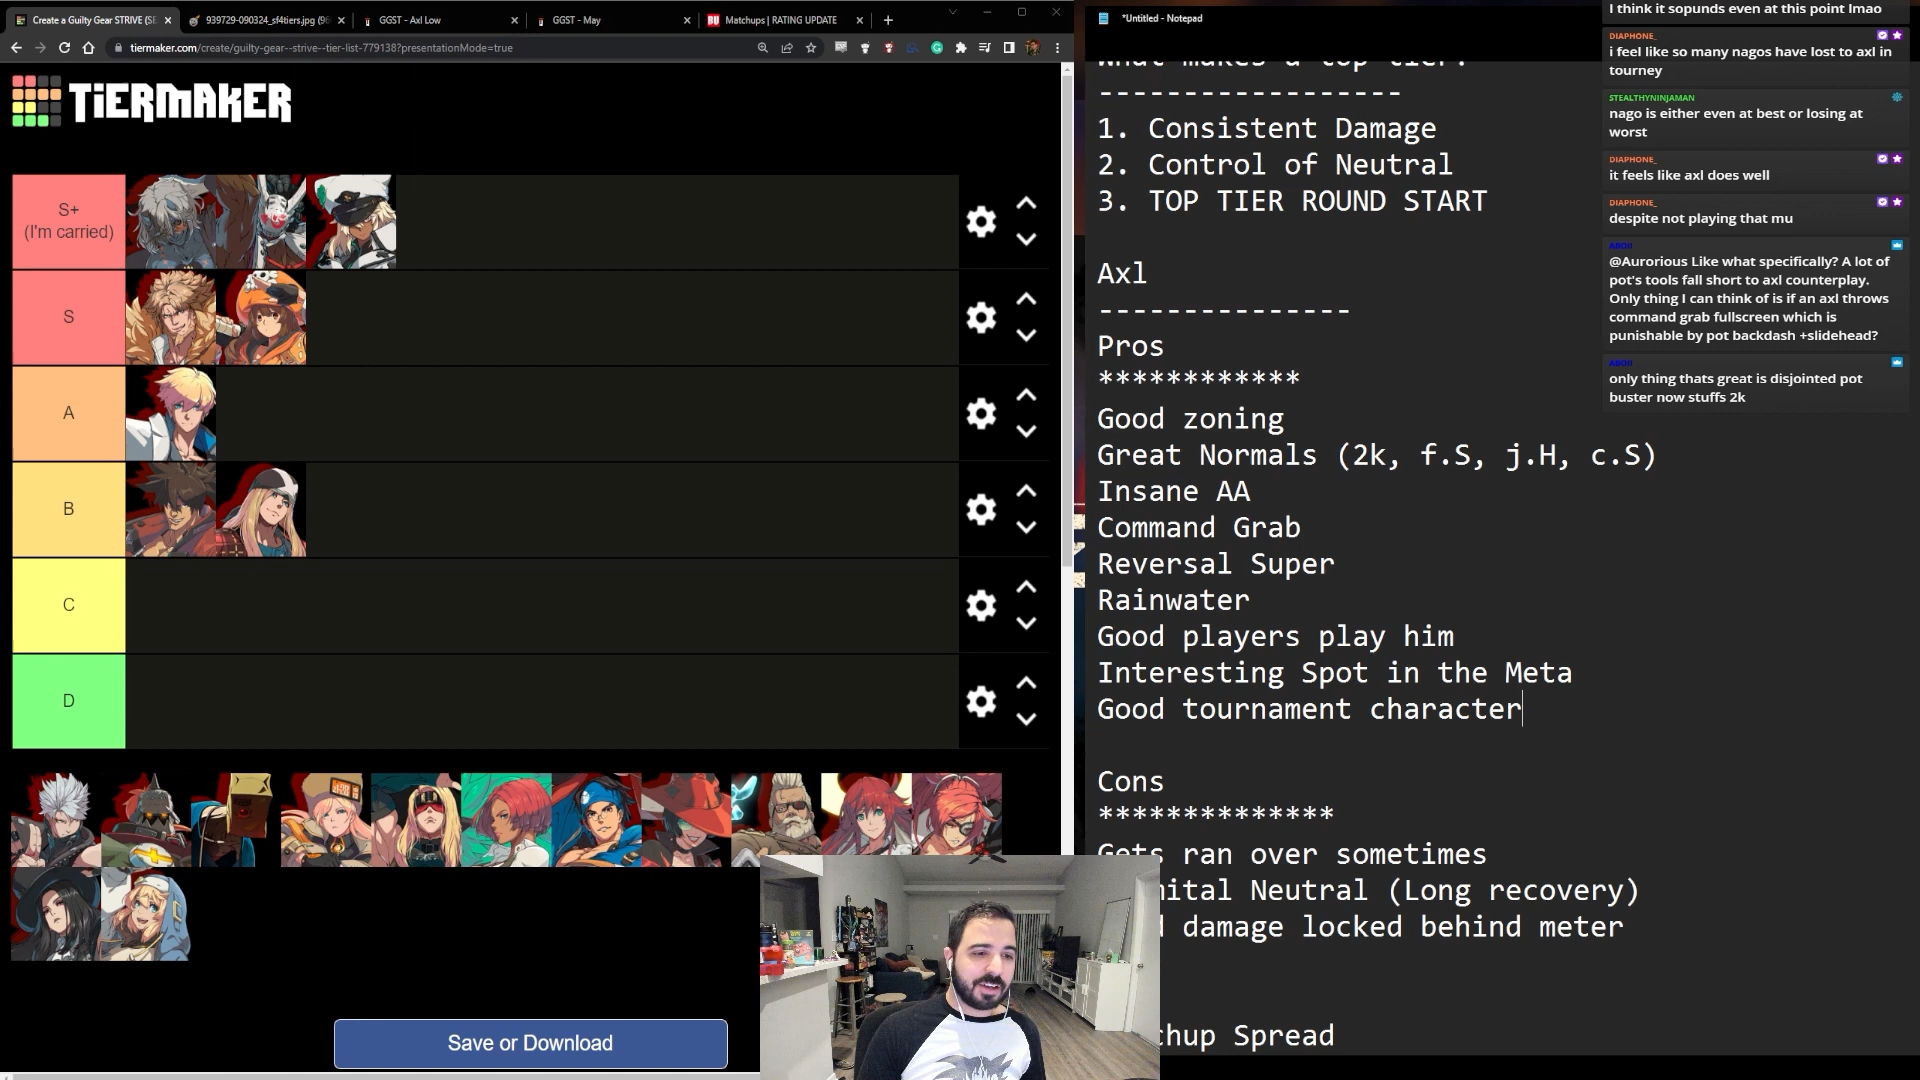 Create a Guilty Gear STRIVE (SE
939729-090324_sf4tiers.jpg (96
GGST - Axl Low
GGST - May
Matchups | RATING UPDATE
tiermaker.com/create/guilty-gear--strive--tier-list-779138?presentationMode=true
TiERMAKER
S+
(I'm carried)
S
A
B
C
D
Save or Download
*Untitled - Notepad
What makes a top tier?
------------------
1. Consistent Damage
2. Control of Neutral
3. TOP TIER ROUND START
Axl
---------------
Pros
************
Good zoning
Great Normals (2k, f.S, j.H, c.S)
Insane AA
Command Grab
Reversal Super
Rainwater
Good players play him
Interesting Spot in the Meta
Good tournament character
Cons
**************
Gets ran over sometimes
ital Neutral (Long recovery)
damage locked behind meter
chup Spread
I think it sopunds even at this point lmao
DIAPHONE_
i feel like so many nagos have lost to axl in
tourney
STEALTHYNINJAMAN
nago is either even at best or losing at
worst
DIAPHONE_
it feels like axl does well
DIAPHONE_
despite not playing that mu
@Aurorious Like what specifically? A lot of
pot's tools fall short to axl counterplay.
Only thing I can think of is if an axl throws
command grab fullscreen which is
punishable by pot backdash +slidehead?
only thing thats great is disjointed pot
buster now stuffs 2k